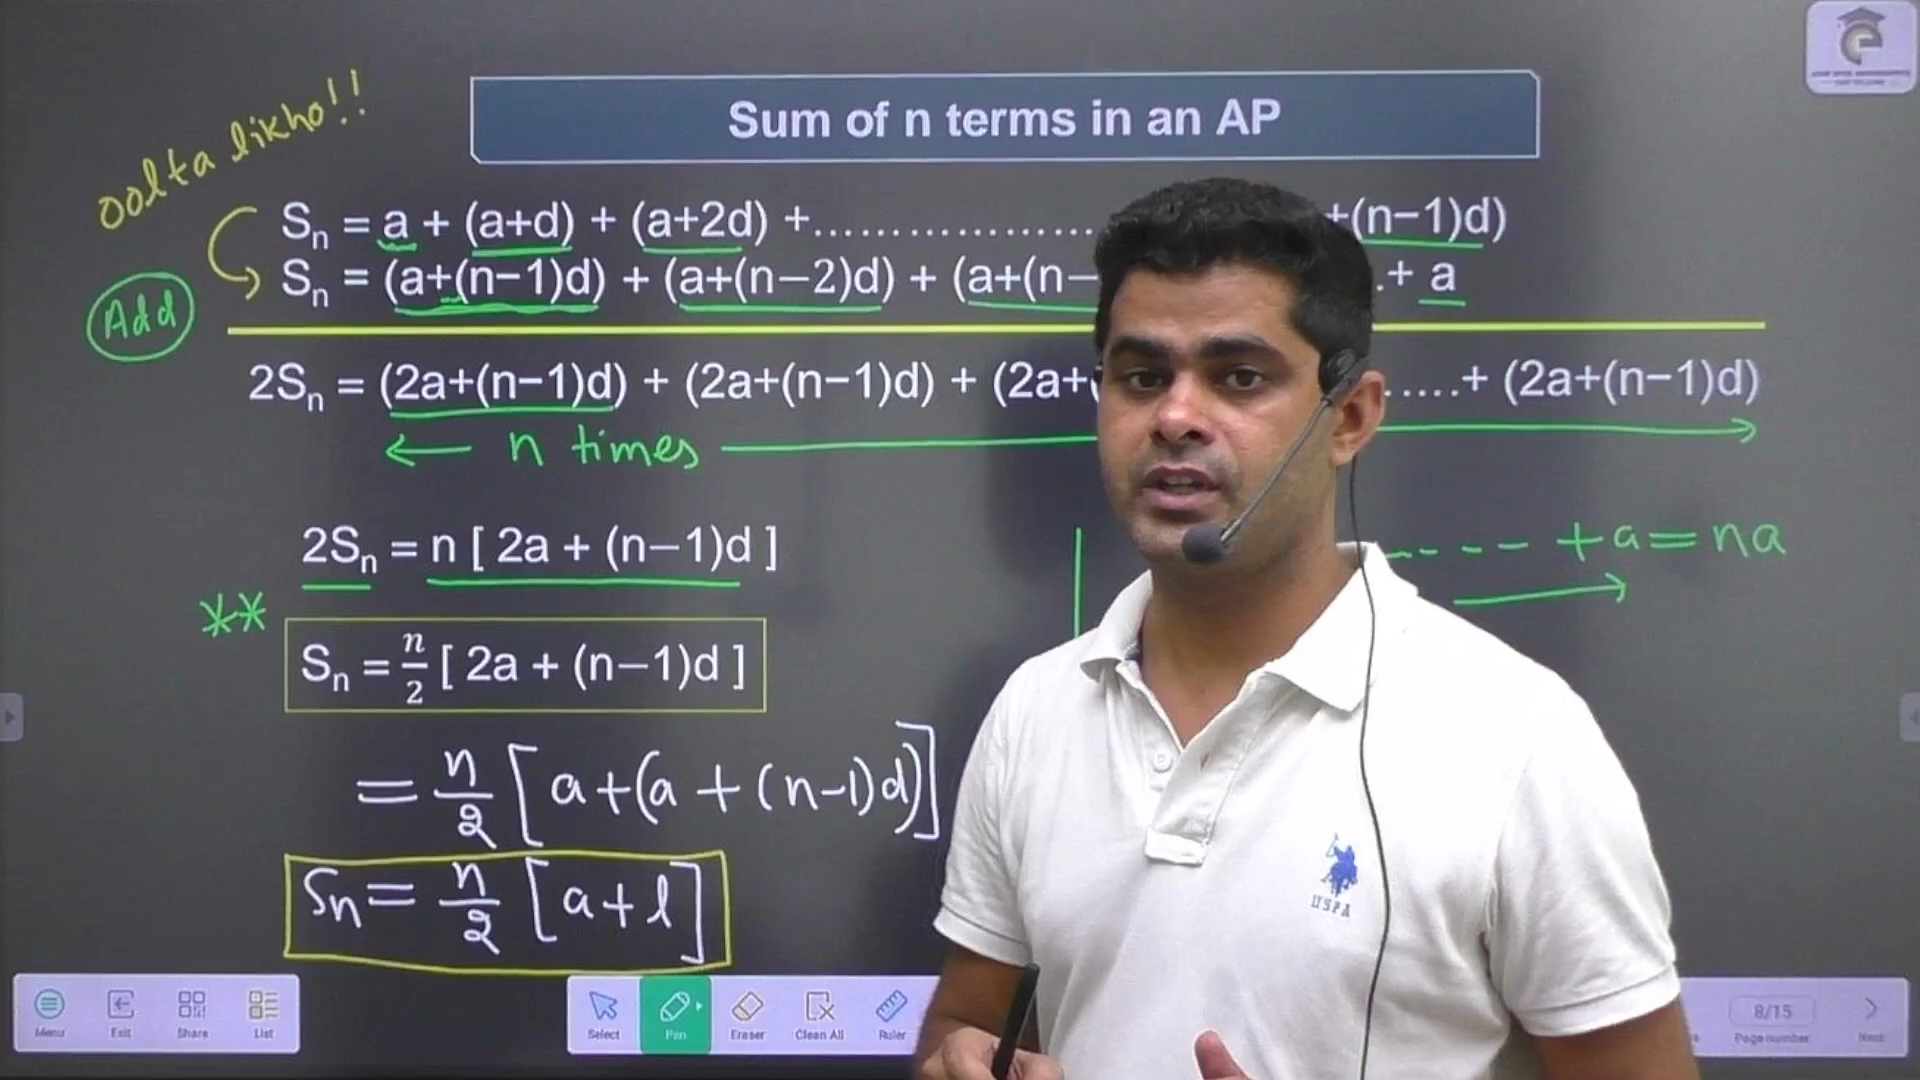 Sum of n terms in an AP
oolta likho!!
Sn = a + (a+d) + (a+2d) +.................... +(n−1)d)
Sn = (a+(n−1)d) + (a+(n−2)d) + (a+(n− .+ a
Add
2Sn = (2a+(n−1)d) + (2a+(n−1)d) + (2a+ .....+ (2a+(n−1)d)
← n times →
2Sn = n [ 2a + (n−1)d ]
---- +a = na
**
Sn = n/2 [ 2a + (n−1)d ]
= n/2 [a+(a + (n-1)d)]
Sn = n/2 [a+l]
USPA
Menu Exit Share List Select Pen Eraser Clean All Ruler 8/15 Page number Next